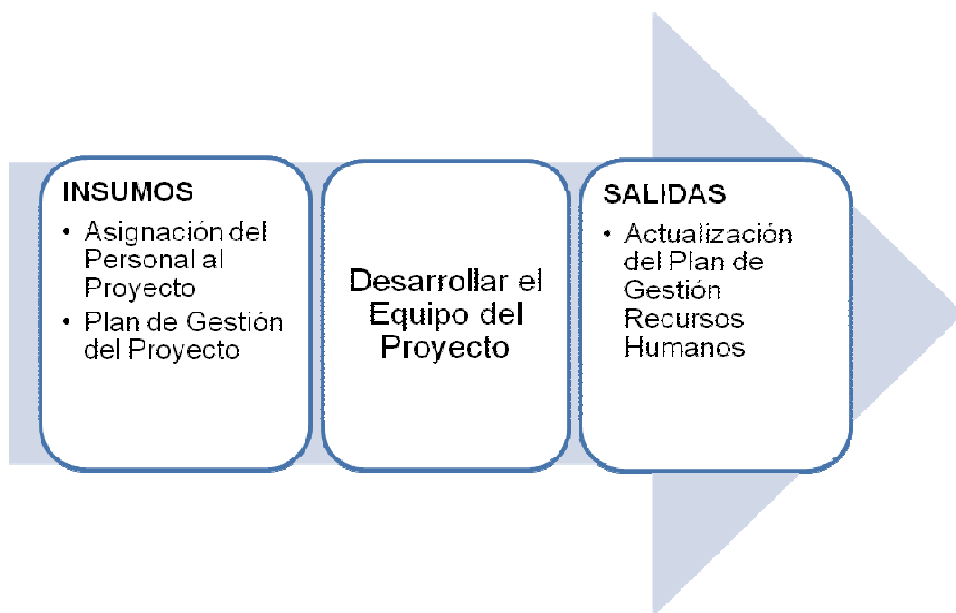 INSUMOS
• Asignación del
Personal al
Proyecto
• Plan de Gestión
del Proyecto
Desarrollar el
Equipo del
Proyecto
SALIDAS
• Actualización
del Plan de
Gestión
Recursos
Humanos